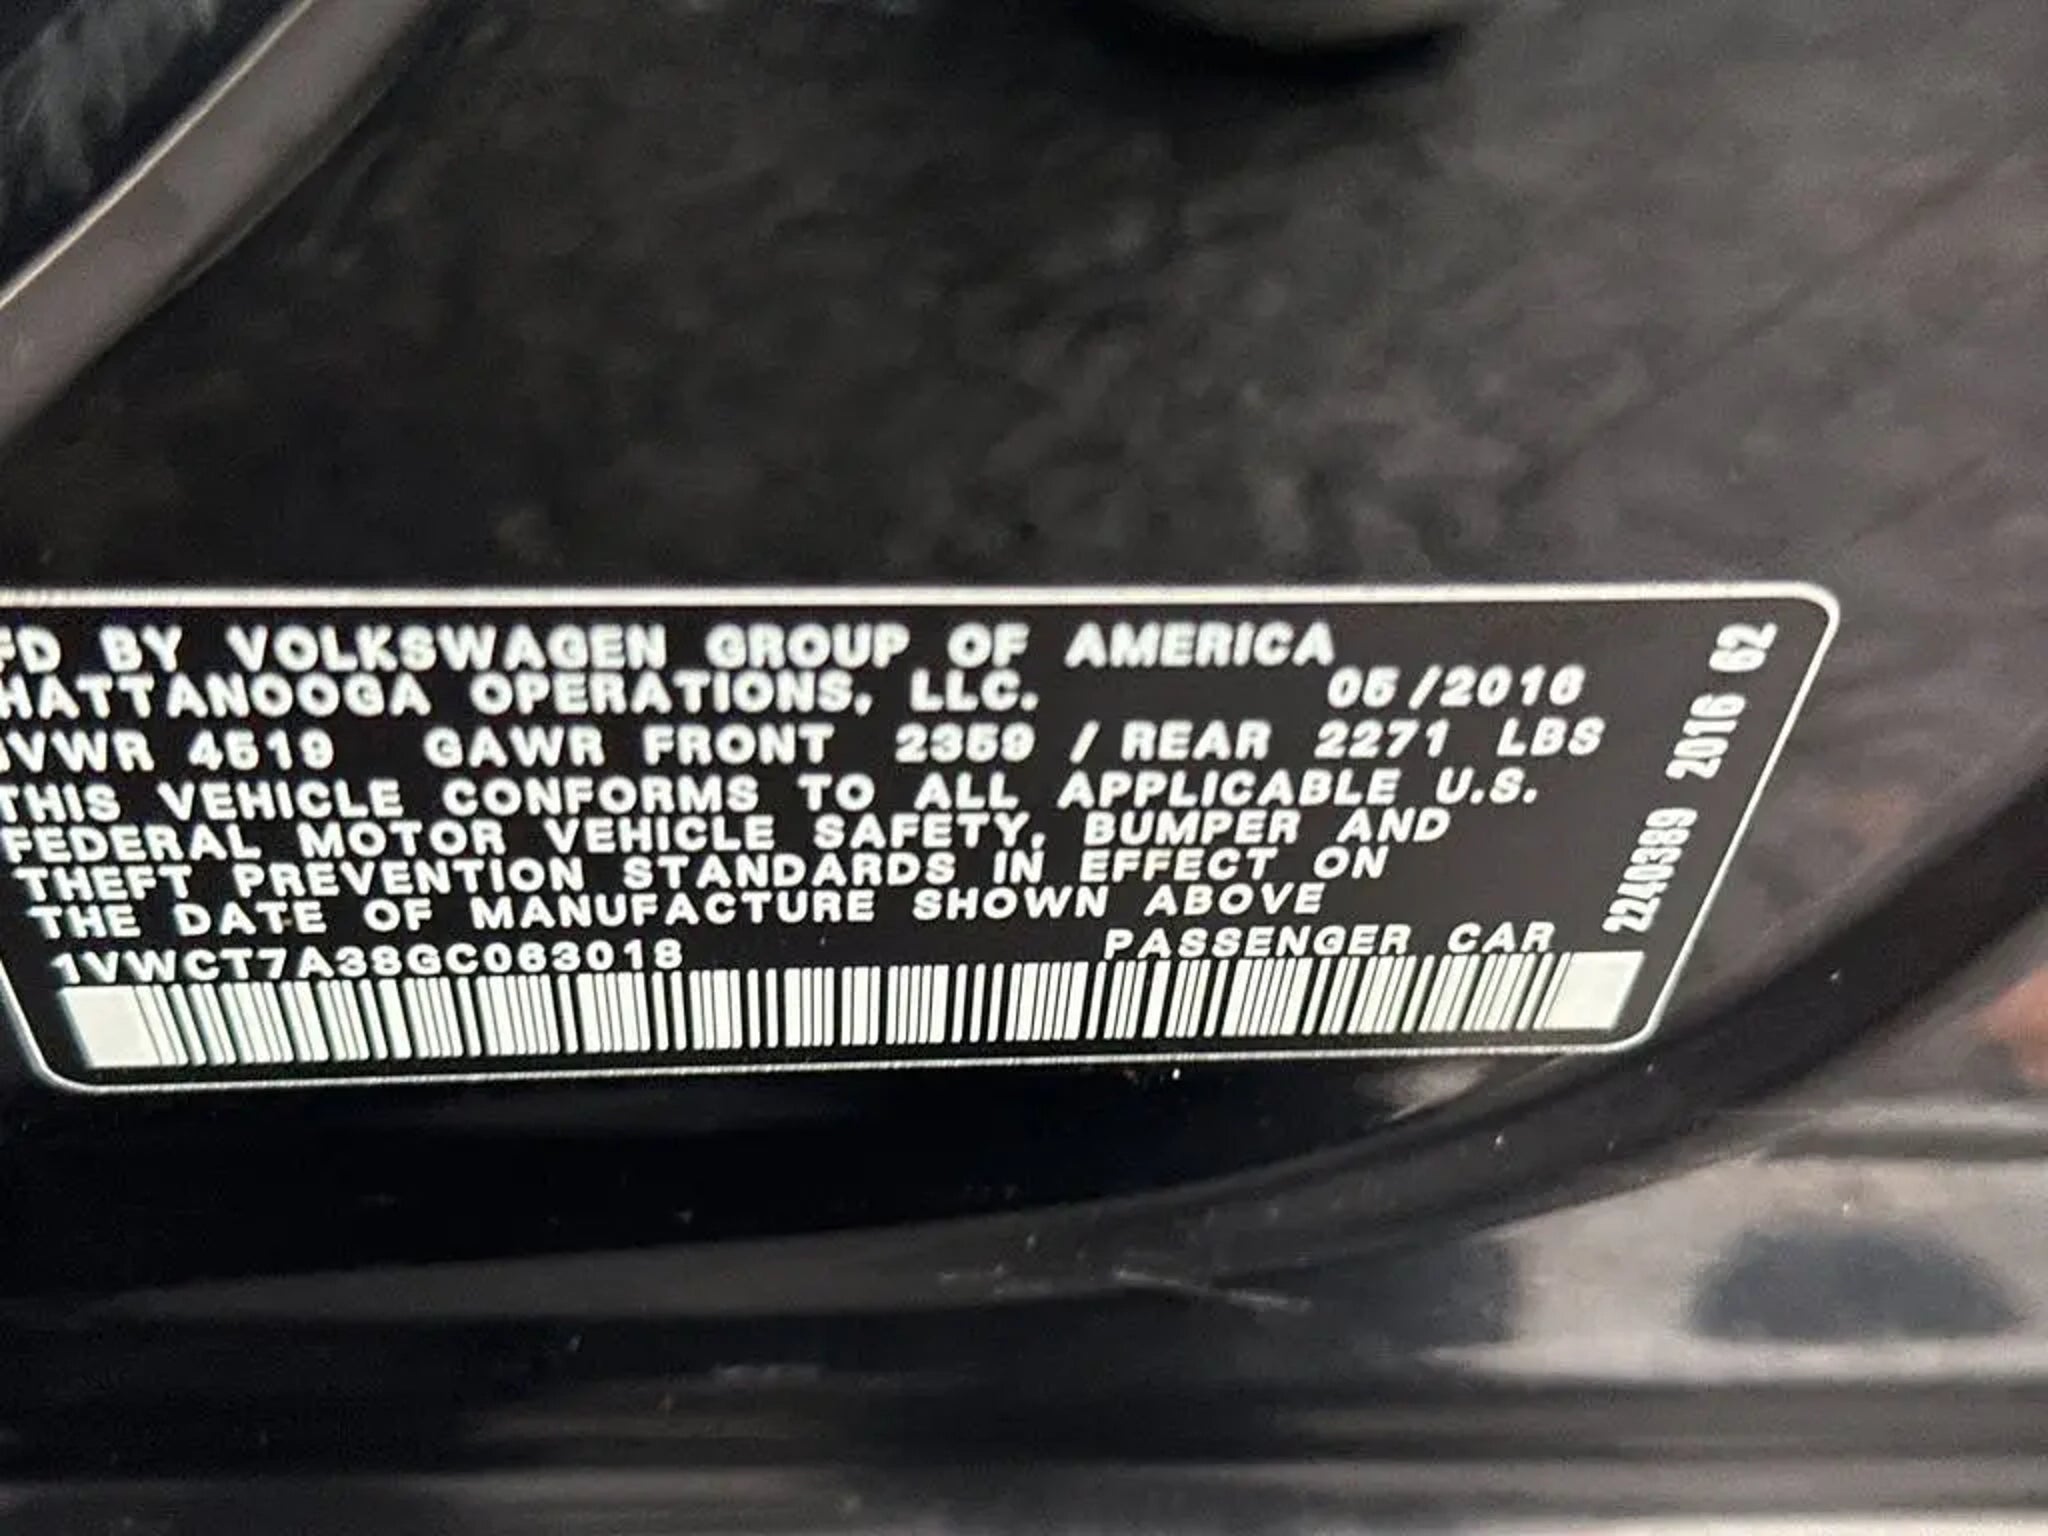 FD BY VOLKSWAGEN GROUP OF AMERICA
HATTANOOGA OPERATIONS, LLC. 05/2016
VWR 4519 GAWR FRONT 2359 / REAR 2271 LBS
THIS VEHICLE CONFORMS TO ALL APPLICABLE U.S.
FEDERAL MOTOR VEHICLE SAFETY, BUMPER AND
THEFT PREVENTION STANDARDS IN EFFECT ON
THE DATE OF MANUFACTURE SHOWN ABOVE
1VWCT7A38GC063018 PASSENGER CAR
2240389 2016 62